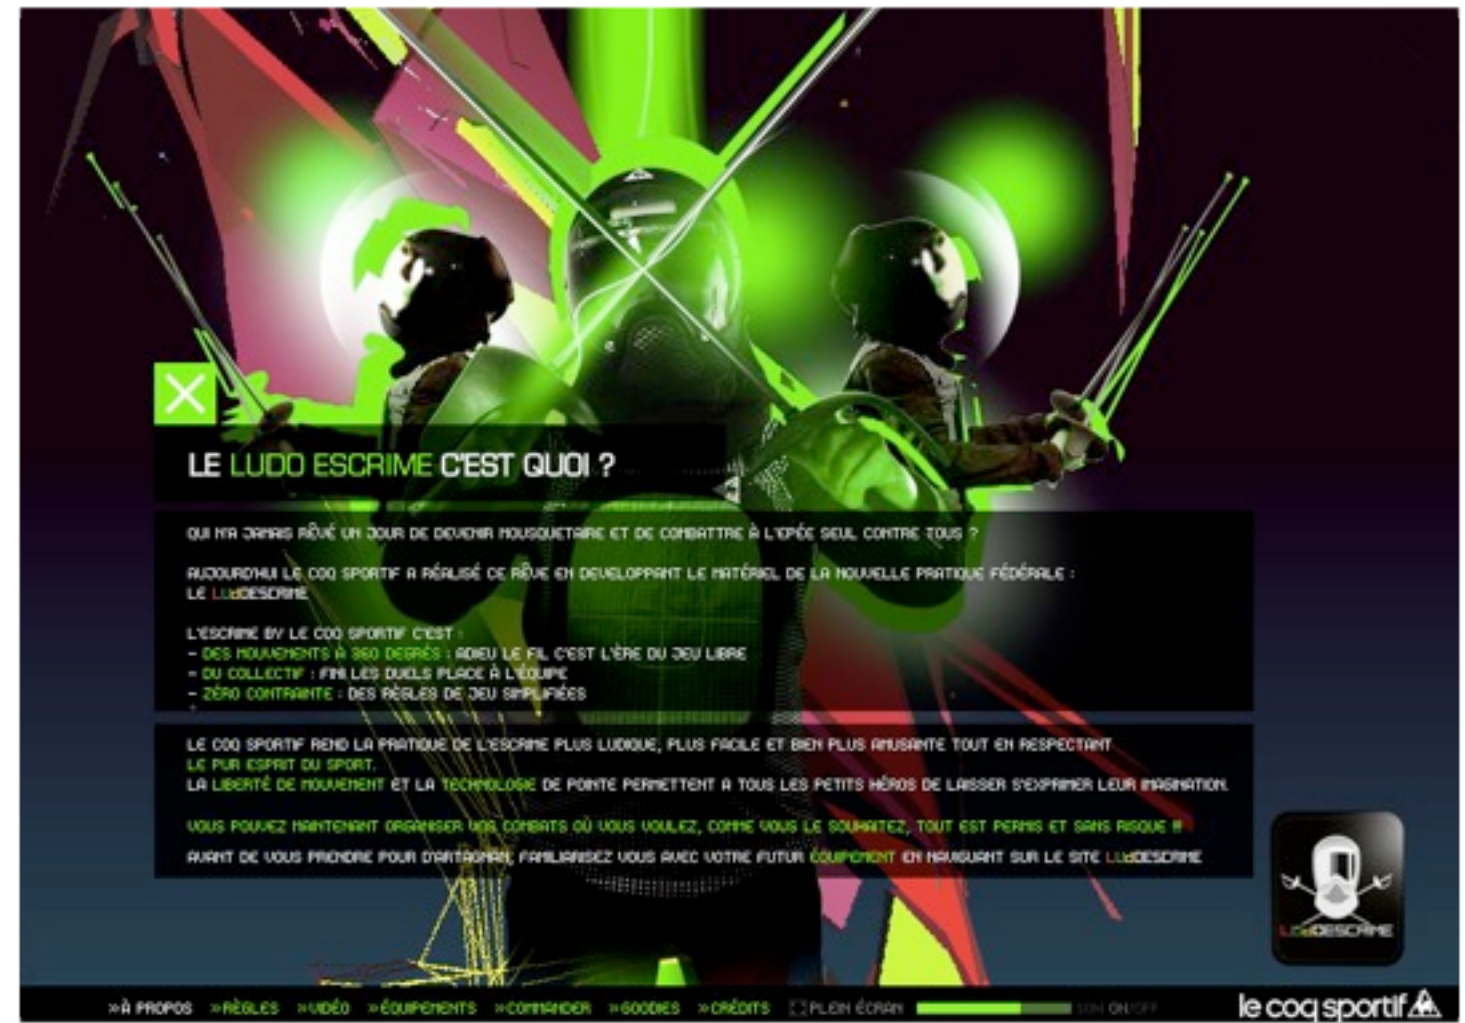 LE LUDO ESCRIME C'EST QUOI ?
QUI N'A JAMAIS RÊVÉ UN JOUR DE DEVENIR MOUSQUETAIRE ET DE COMBATTRE À L'EPÉE SEUL CONTRE TOUS ?
AUJOURD'HUI LE COQ SPORTIF A RÉALISÉ CE RÊVE EN DEVELOPPANT LE MATÉRIEL DE LA NOUVELLE PRATIQUE FÉDÉRALE :
LE LUDOESCRIME
L'ESCRIME BY LE COQ SPORTIF C'EST :
- DES MOUVEMENTS À 360 DEGRÉS : ADIEU LE FIL C'EST L'ÈRE DU JEU LIBRE
- DU COLLECTIF : FINI LES DUELS PLACE À L'ÉQUIPE
- ZÉRO CONTRAINTE : DES RÈGLES DE JEU SIMPLIFIÉES
LE COQ SPORTIF REND LA PRATIQUE DE L'ESCRIME PLUS LUDIQUE, PLUS FACILE ET BIEN PLUS AMUSANTE TOUT EN RESPECTANT
LE PUR ESPRIT DU SPORT.
LA LIBERTÉ DE MOUVEMENT ET LA TECHNOLOGIE DE POINTE PERMETTENT A TOUS LES PETITS HÉROS DE LAISSER S'EXPRIMER LEUR IMAGINATION.
VOUS POUVEZ MAINTENANT ORGANISER VOS COMBATS OÙ VOUS VOULEZ, COMME VOUS LE SOUHAITEZ, TOUT EST PERMIS ET SANS RISQUE !!!
AVANT DE VOUS PRENDRE POUR D'ARTAGNAN, FAMILIARISEZ VOUS AVEC VOTRE FUTUR ÉQUIPEMENT EN NAVIGUANT SUR LE SITE LUDOESCRIME
LUDOESCRIME
»À PROPOS »RÈGLES »VIDÉO »ÉQUIPEMENTS »COMMANDER »GOODIES »CRÉDITS PLEIN ÉCRAN SON ON/OFF
le coq sportif